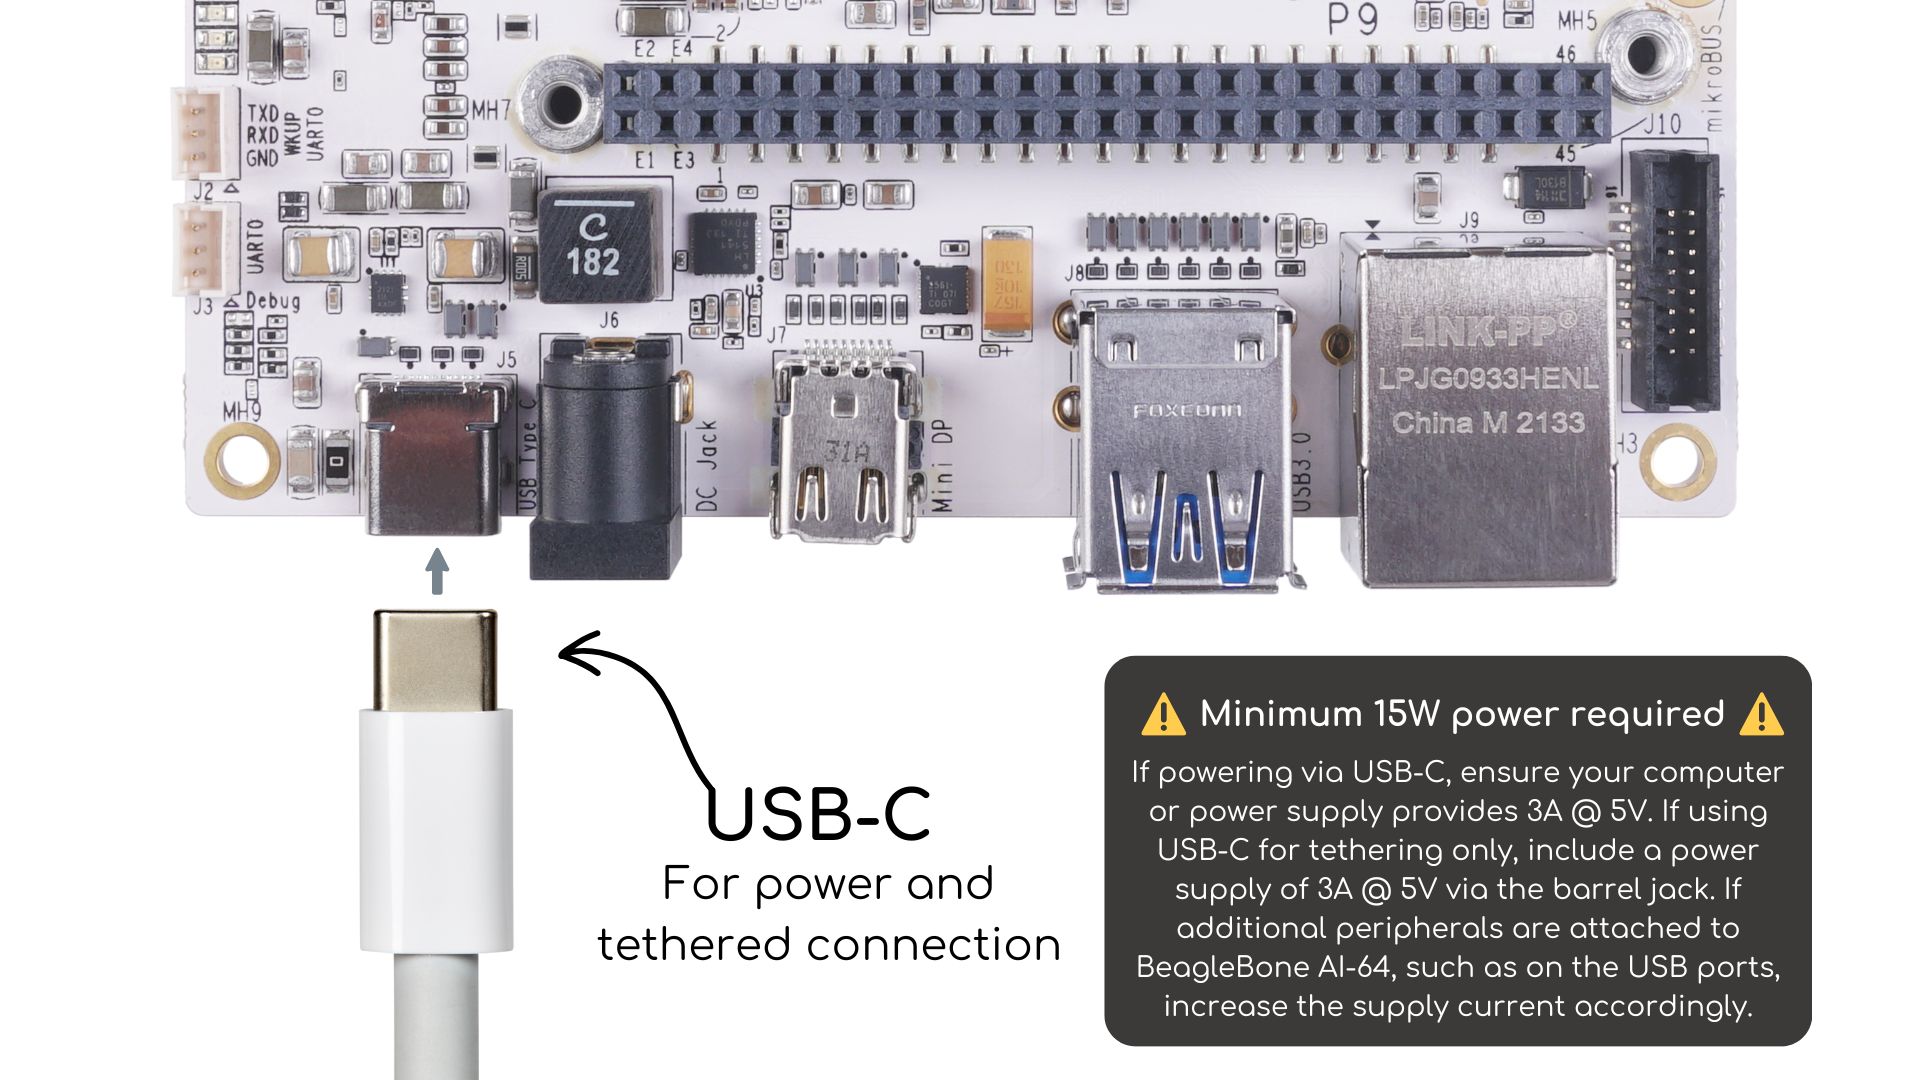 P9
MH5
E2 E4 2
46
mikroBUS
MH7
TXD
RXD
GND
WKUP
UART0
J10
E1 E3
45
1
J2
C
182
UART0
J9
J8
J3
Debug
J6
J7
J5
LINK-PP®
LPJG0933HENL
China M 2133
FOXCONN
MH9
USB Type C
DC Jack
31A
Mini DP
USB3.0
H3
USB-C
For power and
tethered connection
⚠ Minimum 15W power required ⚠
If powering via USB-C, ensure your computer
or power supply provides 3A @ 5V. If using
USB-C for tethering only, include a power
supply of 3A @ 5V via the barrel jack. If
additional peripherals are attached to
BeagleBone AI-64, such as on the USB ports,
increase the supply current accordingly.